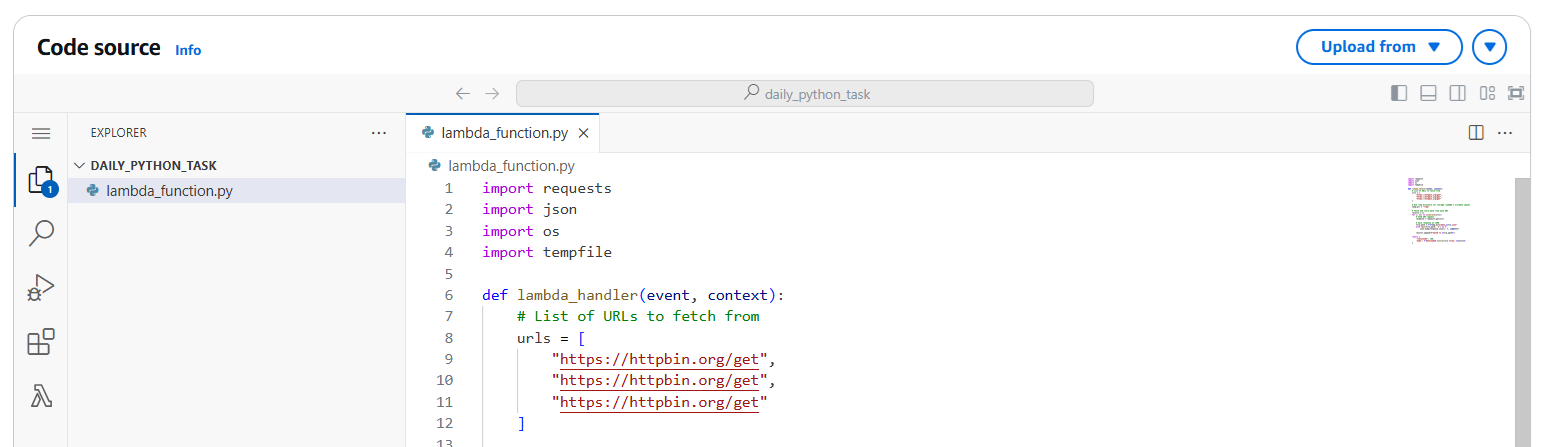 Code source Info
Upload from
daily_python_task
EXPLORER
lambda_function.py
DAILY_PYTHON_TASK
lambda_function.py
1
lambda_function.py
1 import requests
2 import json
3 import os
4 import tempfile
5
6 def lambda_handler(event, context):
7 # List of URLs to fetch from
8 urls = [
9 "https://httpbin.org/get",
10 "https://httpbin.org/get",
11 "https://httpbin.org/get"
12 ]
13